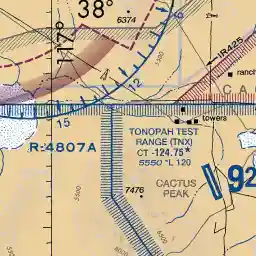 38°
6374
117°
6
IR425
ranch
12
C A
15
towers
TONOPAH TEST
RANGE (TNX)
CT -124.75*
5550 *L 120
R-4807A
92
7476
CACTUS
PEAK